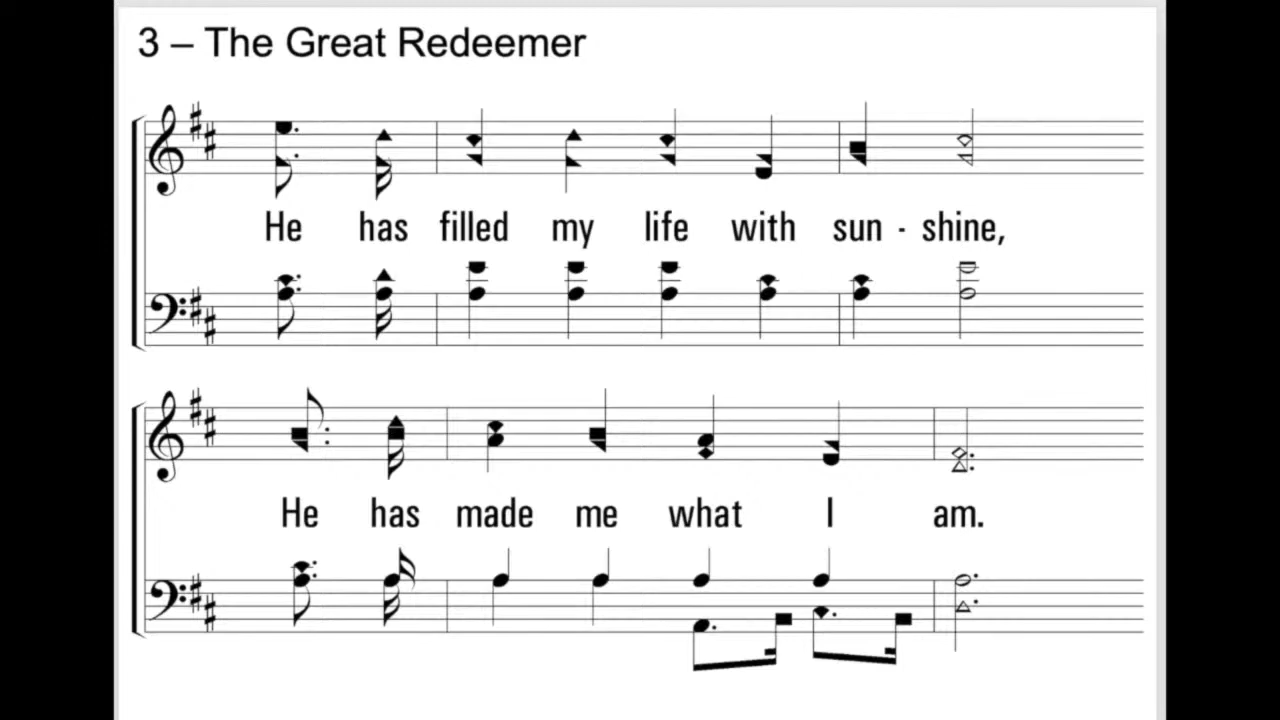 3 – The Great Redeemer
He has filled my life with sun - shine,
He has made me what I am.